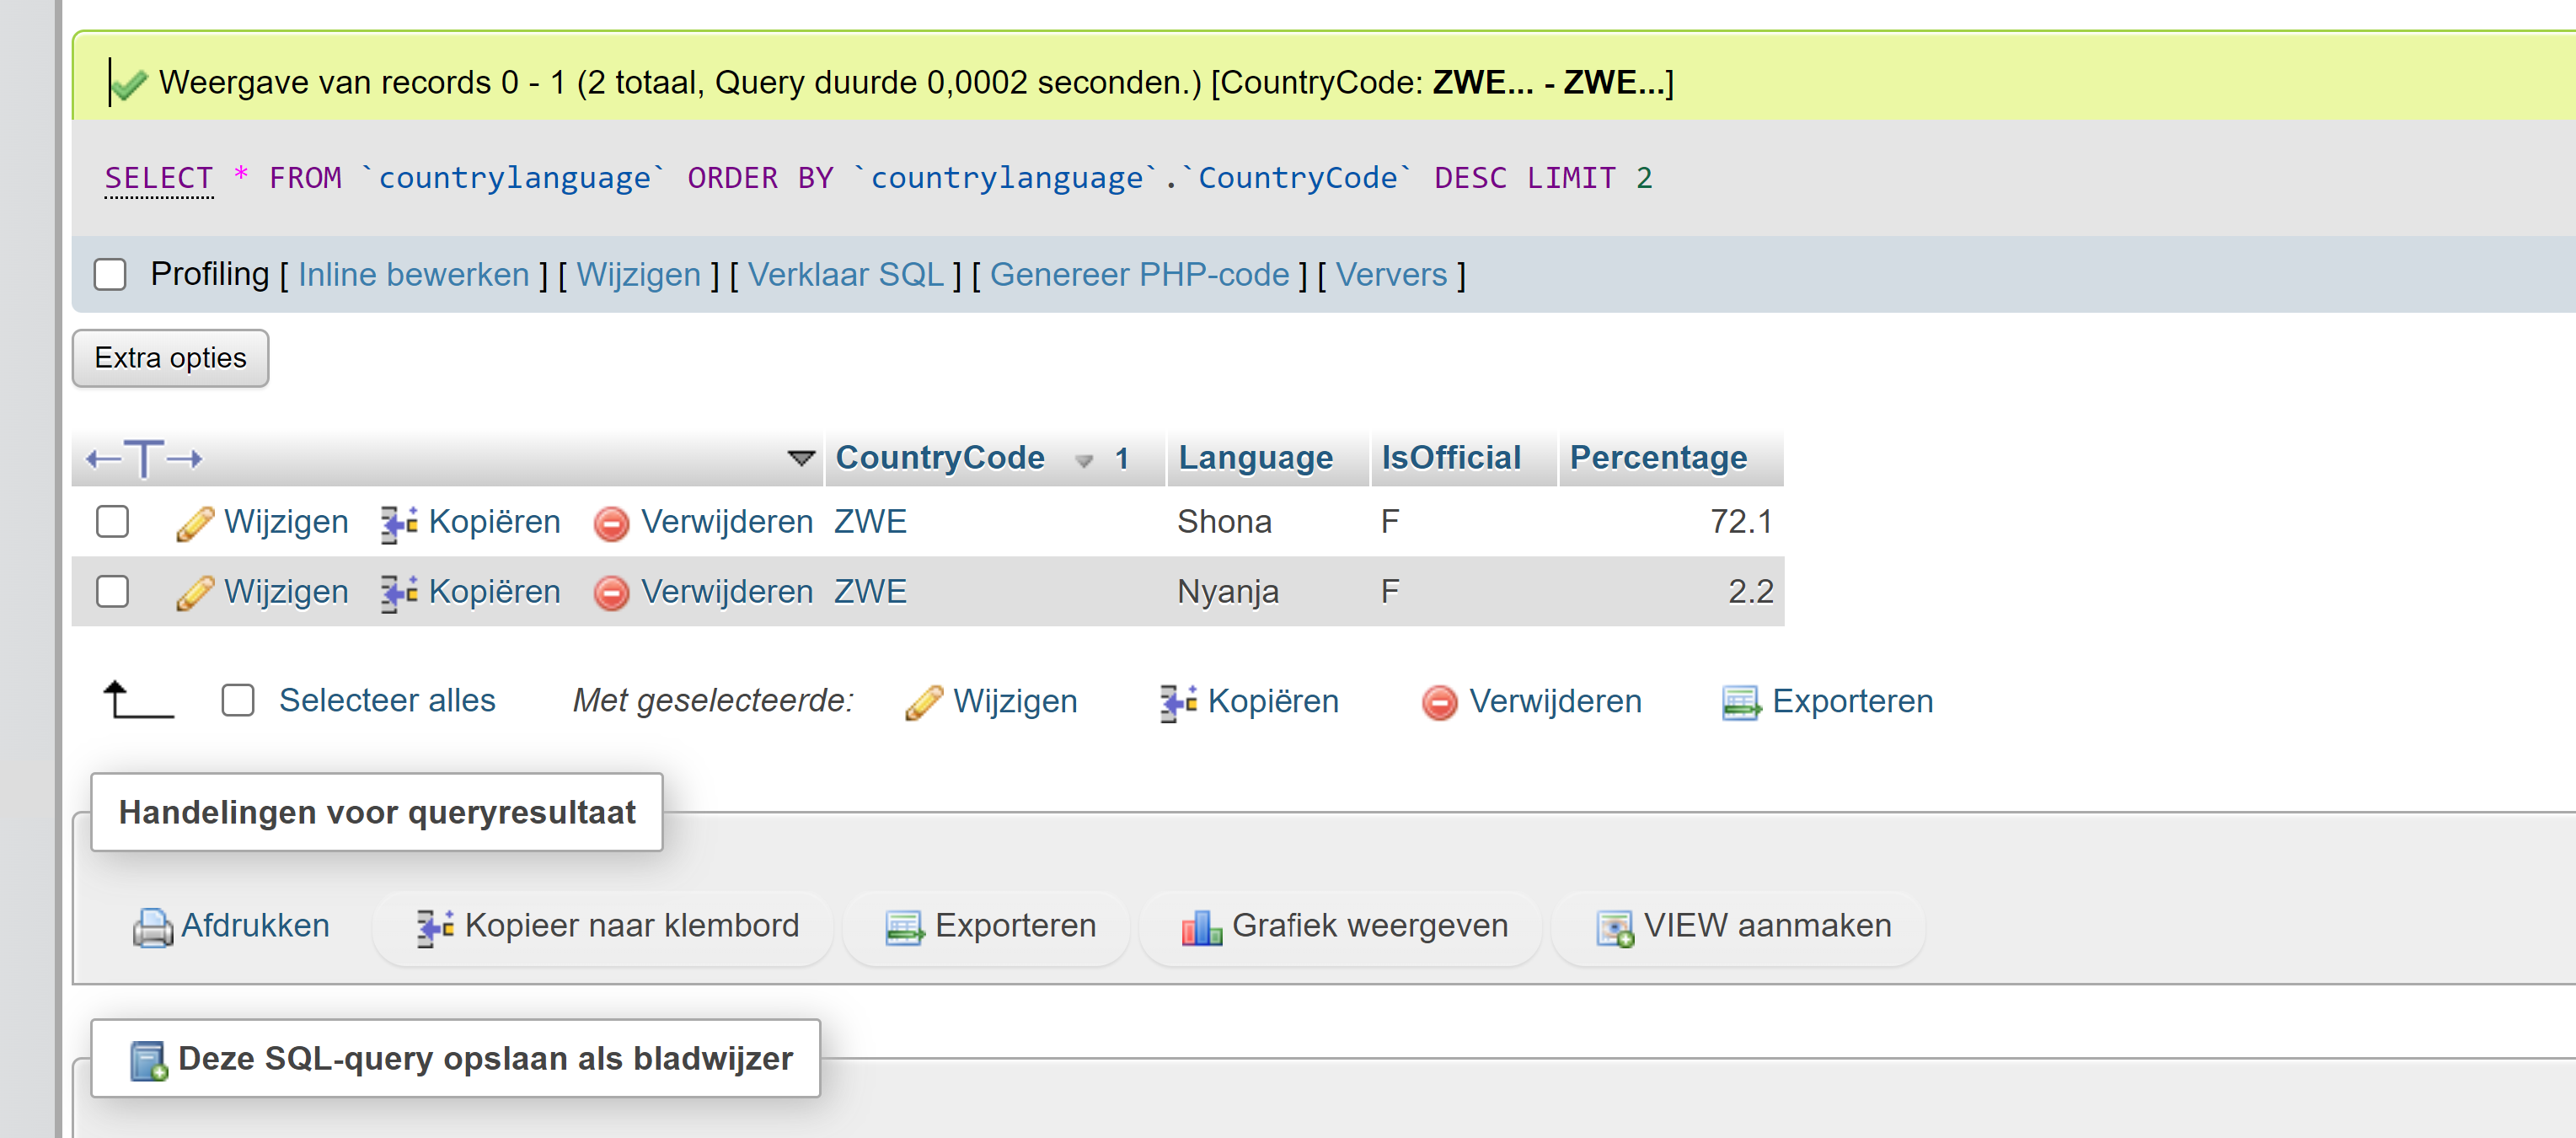 Weergave van records 0 - 1 (2 totaal, Query duurde 0,0002 seconden.) [CountryCode: ZWE... - ZWE...]
SELECT * FROM `countrylanguage` ORDER BY `countrylanguage`.`CountryCode` DESC LIMIT 2
Profiling [ Inline bewerken ] [ Wijzigen ] [ Verklaar SQL ] [ Genereer PHP-code ] [ Ververs ]
Extra opties
←T→ CountryCode 1 Language IsOfficial Percentage
Wijzigen Kopiëren Verwijderen ZWE Shona F 72.1
Wijzigen Kopiëren Verwijderen ZWE Nyanja F 2.2
Selecteer alles Met geselecteerde: Wijzigen Kopiëren Verwijderen Exporteren
Handelingen voor queryresultaat
Afdrukken Kopieer naar klembord Exporteren Grafiek weergeven VIEW aanmaken
Deze SQL-query opslaan als bladwijzer